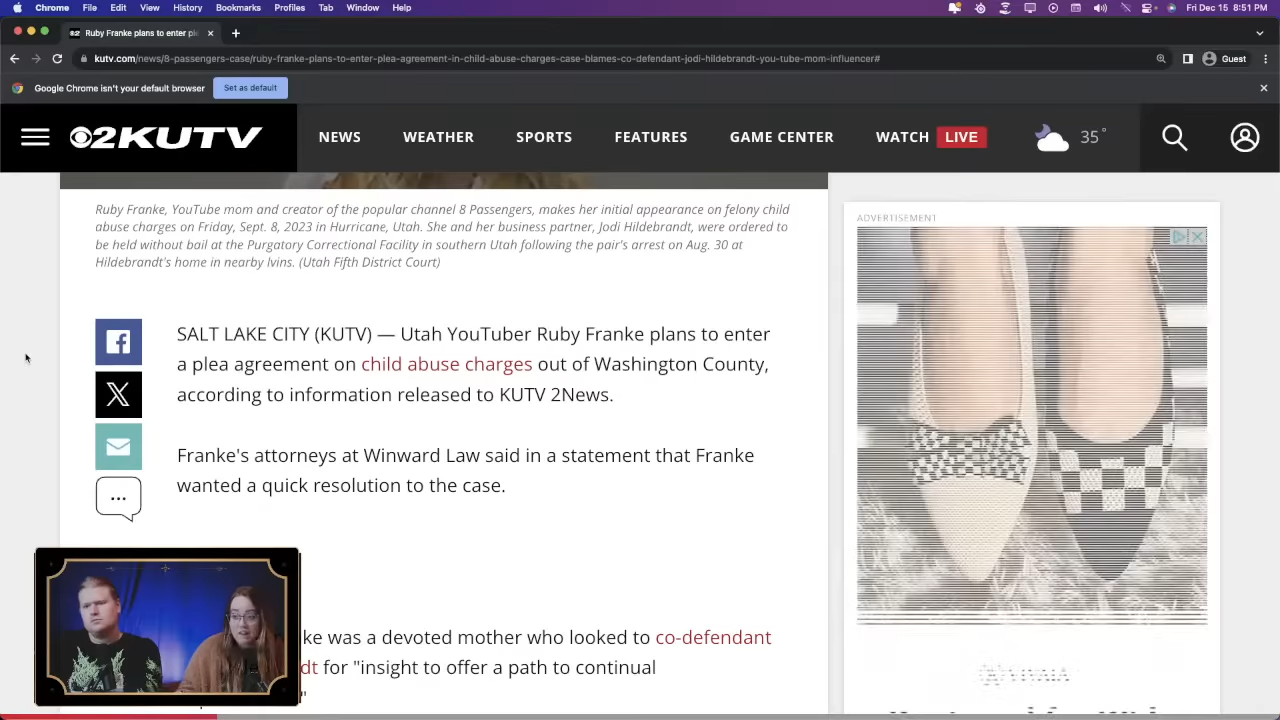 Chrome File Edit View History Bookmarks Profiles Tab Window Help
Fri Dec 15 8:51 PM
Ruby Franke plans to enter ple
kutv.com/news/8-passengers-case/ruby-franke-plans-to-enter-plea-agreement-in-child-abuse-charges-case-blames-co-defendant-jodi-hildebrandt-you-tube-mom-influencer#
Guest
Google Chrome isn't your default browser
Set as default
2KUTV
NEWS WEATHER SPORTS FEATURES GAME CENTER WATCH LIVE 35°
Ruby Franke, YouTube mom and creator of the popular channel 8 Passengers, makes her initial appearance on felony child
abuse charges on Friday, Sept. 8, 2023 in Hurricane, Utah. She and her business partner, Jodi Hildebrandt, were ordered to
be held without bail at the Purgatory Correctional Facility in southern Utah following the pair's arrest on Aug. 30 at
Hildebrandt's home in nearby Ivins. (Utah Fifth District Court)
ADVERTISEMENT
SALT LAKE CITY (KUTV) — Utah YouTuber Ruby Franke plans to enter
a plea agreement on child abuse charges out of Washington County,
according to information released to KUTV 2News.
Franke's attorneys at Winward Law said in a statement that Franke
wanted a quick resolution to the case.
ke was a devoted mother who looked to co-defendant
dt for "insight to offer a path to continual
"